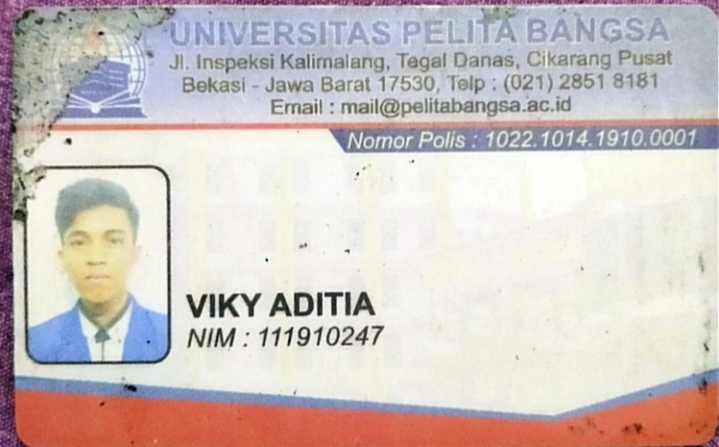 UNIVERSITAS PELITA BANGSA
Jl. Inspeksi Kalimalang, Tegal Danas, Cikarang Pusat
Bekasi - Jawa Barat 17530, Telp : (021) 2851 8181
Email : mail@pelitabangsa.ac.id
Nomor Polis : 1022.1014.1910.0001
VIKY ADITIA
NIM : 111910247